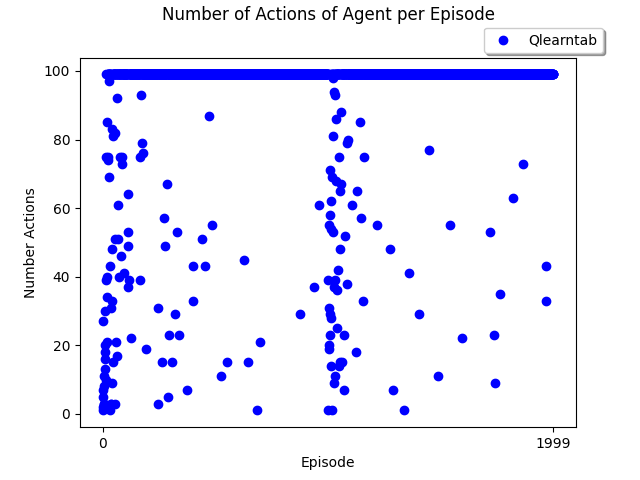 Number of Actions of Agent per Episode
Qlearntab
100
80
60
40
20
0
Number Actions
0
1999
Episode